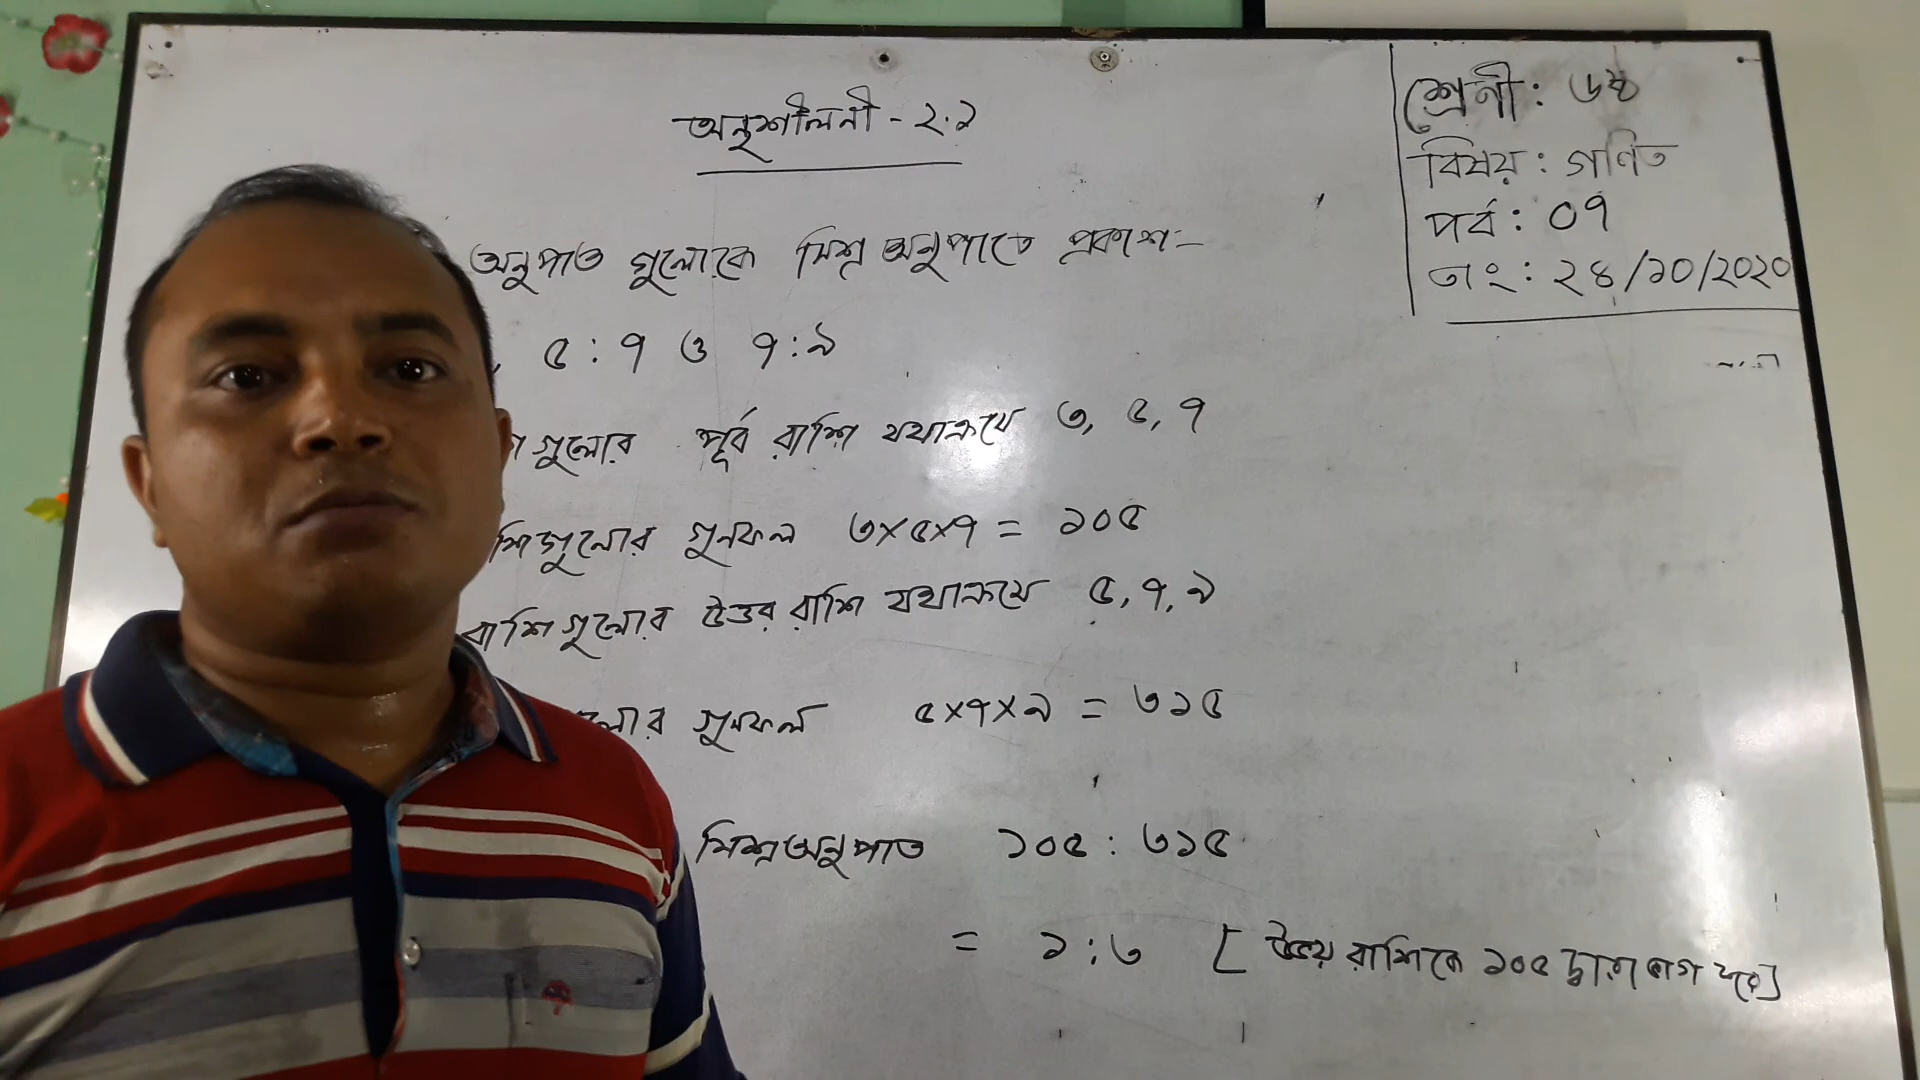 অনুশীলনী - ২.১
শ্রেনী : ৬ষ্ঠ
বিষয় : গণিত
পর্ব : ০৭
তাং : ২৪/১০/২০২০
অনুপাত গুলোকে মিশ্র অনুপাতে প্রকাশ :-
৫ : ৭ ও ৭ : ৯
গুলোর পূর্ব রাশি যথাক্রমে ৩, ৫, ৭
শিগুলোর গুনফল ৩×৫×৭ = ১০৫
রাশিগুলোর উত্তর রাশি যথাক্রমে ৫, ৭, ৯
লোর গুনফল ৫×৭×৯ = ৩১৫
মিশ্র অনুপাত ১০৫ : ৩১৫
= ১ : ৩ [ উভয় রাশিকে ১০৫ দ্বারা ভাগ করে]